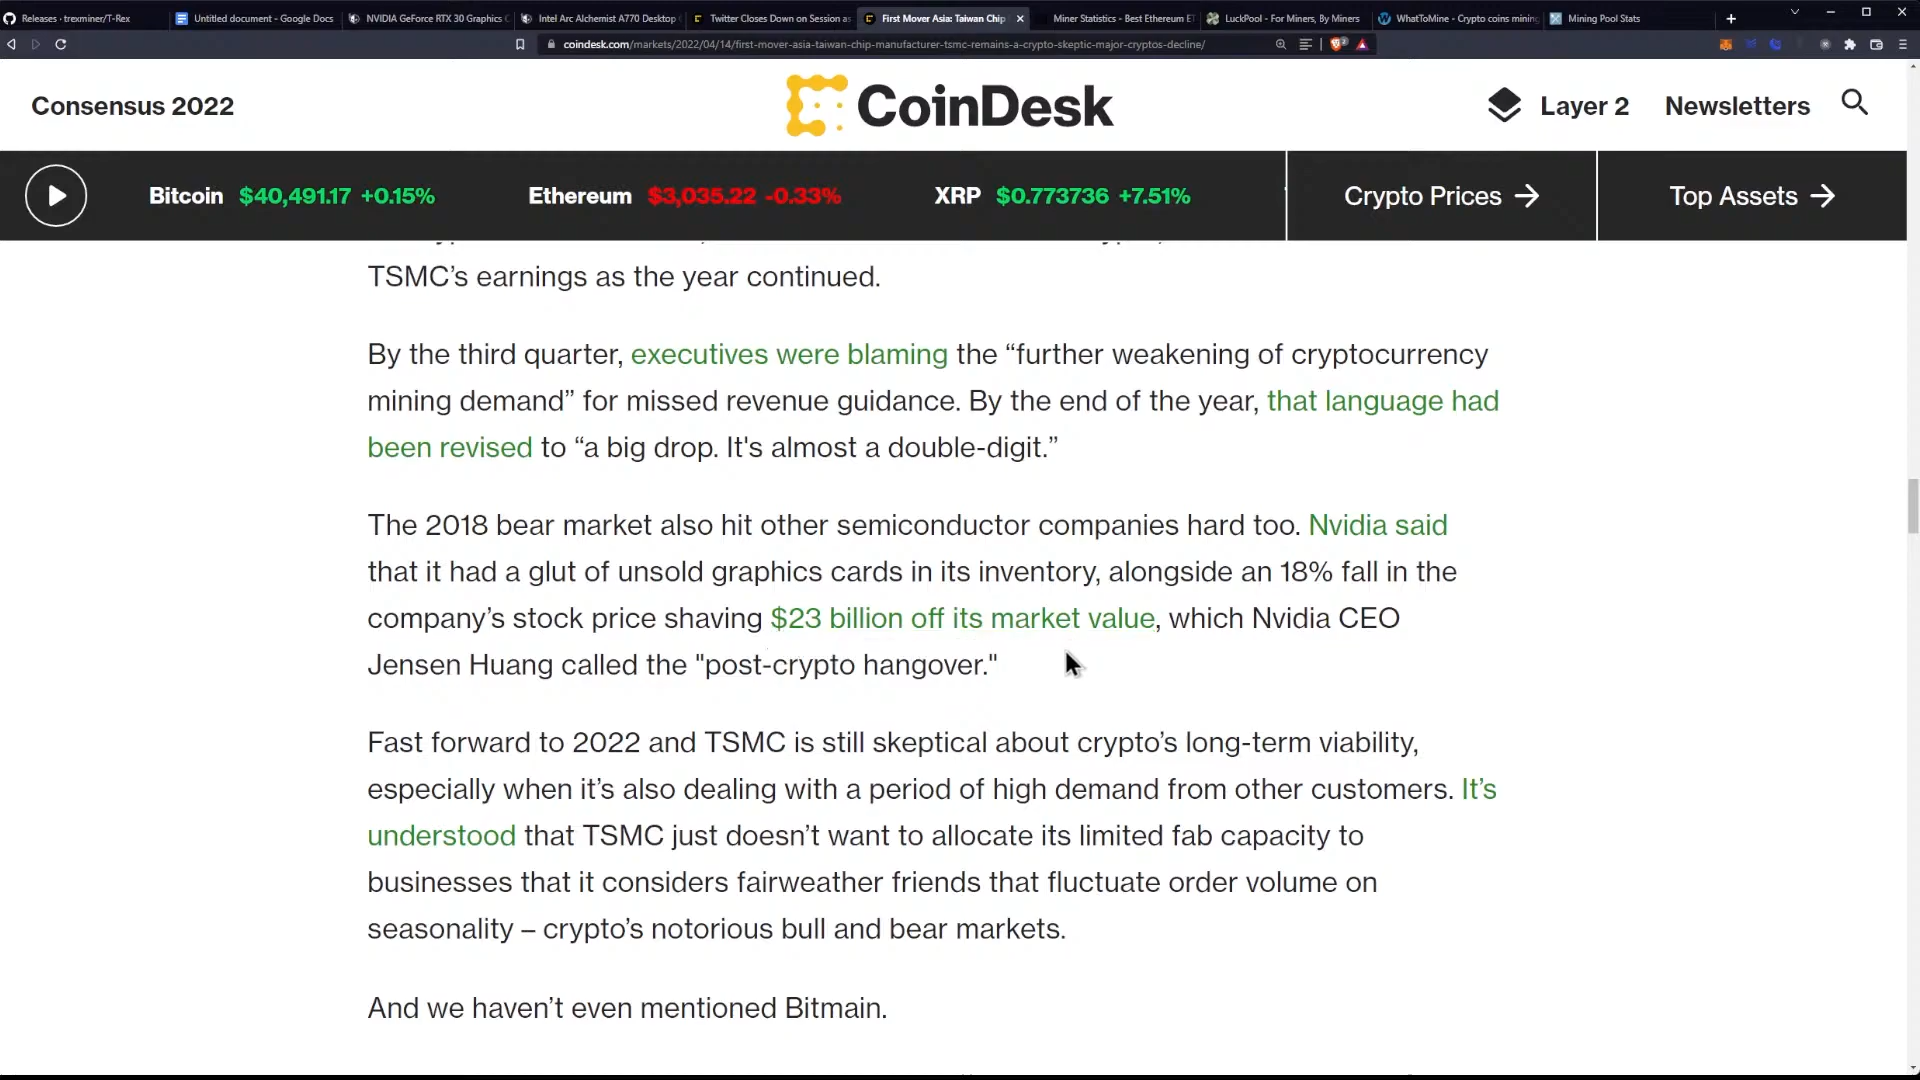 Releases · trexminer/T-Rex
Untitled document - Google Docs
NVIDIA GeForce RTX 30 Graphics C
Intel Arc Alchemist A770 Desktop
Twitter Closes Down on Session as
First Mover Asia: Taiwan Chip
Miner Statistics - Best Ethereum ET
LuckPool - For Miners, By Miners
WhatToMine - Crypto coins mining
Mining Pool Stats
coindesk.com/markets/2022/04/14/first-mover-asia-taiwan-chip-manufacturer-tsmc-remains-a-crypto-skeptic-major-cryptos-decline/
Consensus 2022
CoinDesk
Layer 2
Newsletters
Bitcoin $40,491.17 +0.15%
Ethereum $3,035.22 -0.33%
XRP $0.773736 +7.51%
Crypto Prices →
Top Assets →
TSMC’s earnings as the year continued.
By the third quarter, executives were blaming the “further weakening of cryptocurrency
mining demand” for missed revenue guidance. By the end of the year, that language had
been revised to “a big drop. It's almost a double-digit.”
The 2018 bear market also hit other semiconductor companies hard too. Nvidia said
that it had a glut of unsold graphics cards in its inventory, alongside an 18% fall in the
company’s stock price shaving $23 billion off its market value, which Nvidia CEO
Jensen Huang called the "post-crypto hangover."
Fast forward to 2022 and TSMC is still skeptical about crypto’s long-term viability,
especially when it’s also dealing with a period of high demand from other customers. It’s
understood that TSMC just doesn’t want to allocate its limited fab capacity to
businesses that it considers fairweather friends that fluctuate order volume on
seasonality – crypto’s notorious bull and bear markets.
And we haven’t even mentioned Bitmain.